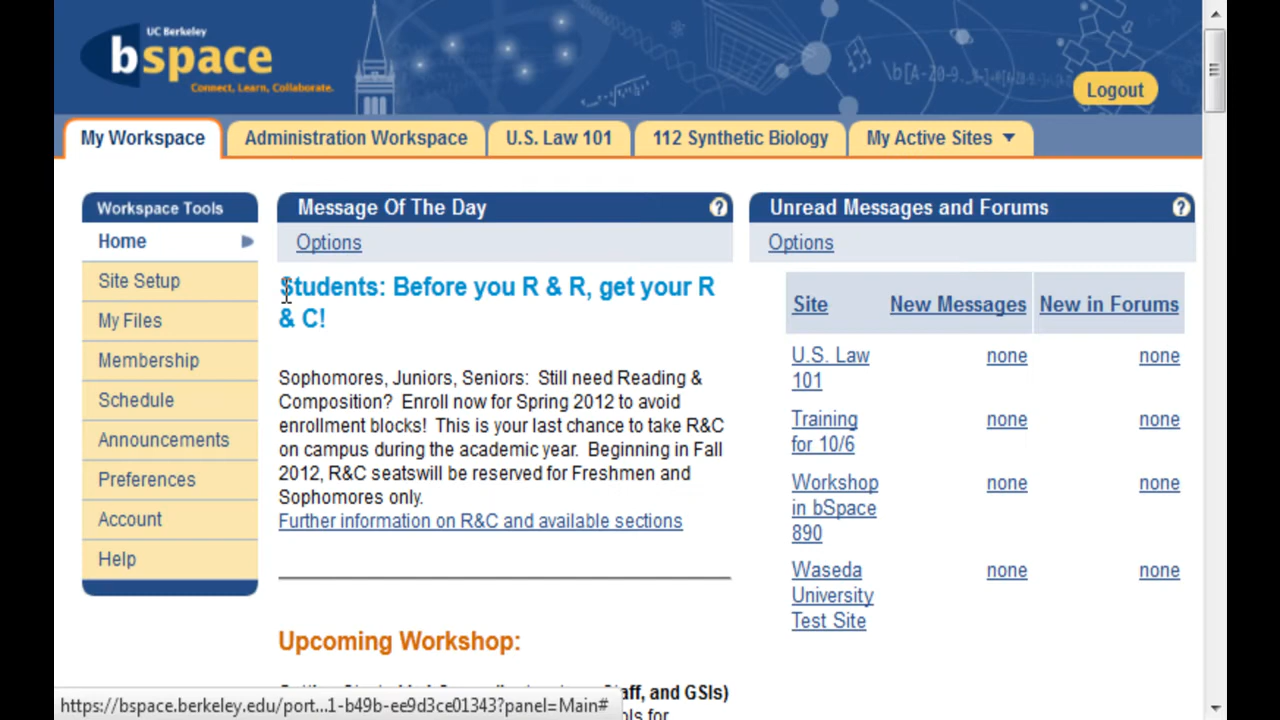 UC Berkeley
bspace
Connect, Learn, Collaborate.
Logout
My Workspace
Administration Workspace
U.S. Law 101
112 Synthetic Biology
My Active Sites
Workspace Tools
Home
Site Setup
My Files
Membership
Schedule
Announcements
Preferences
Account
Help
Message Of The Day
Options
Students: Before you R & R, get your R
& C!
Sophomores, Juniors, Seniors: Still need Reading &
Composition? Enroll now for Spring 2012 to avoid
enrollment blocks! This is your last chance to take R&C
on campus during the academic year. Beginning in Fall
2012, R&C seatswill be reserved for Freshmen and
Sophomores only.
Further information on R&C and available sections
Upcoming Workshop:
Staff, and GSIs)
ols for
Unread Messages and Forums
Options
Site New Messages New in Forums
U.S. Law none none
101
Training none none
for 10/6
Workshop none none
in bSpace
890
Waseda none none
University
Test Site
https://bspace.berkeley.edu/port...1-b49b-ee9d3ce01343?panel=Main#